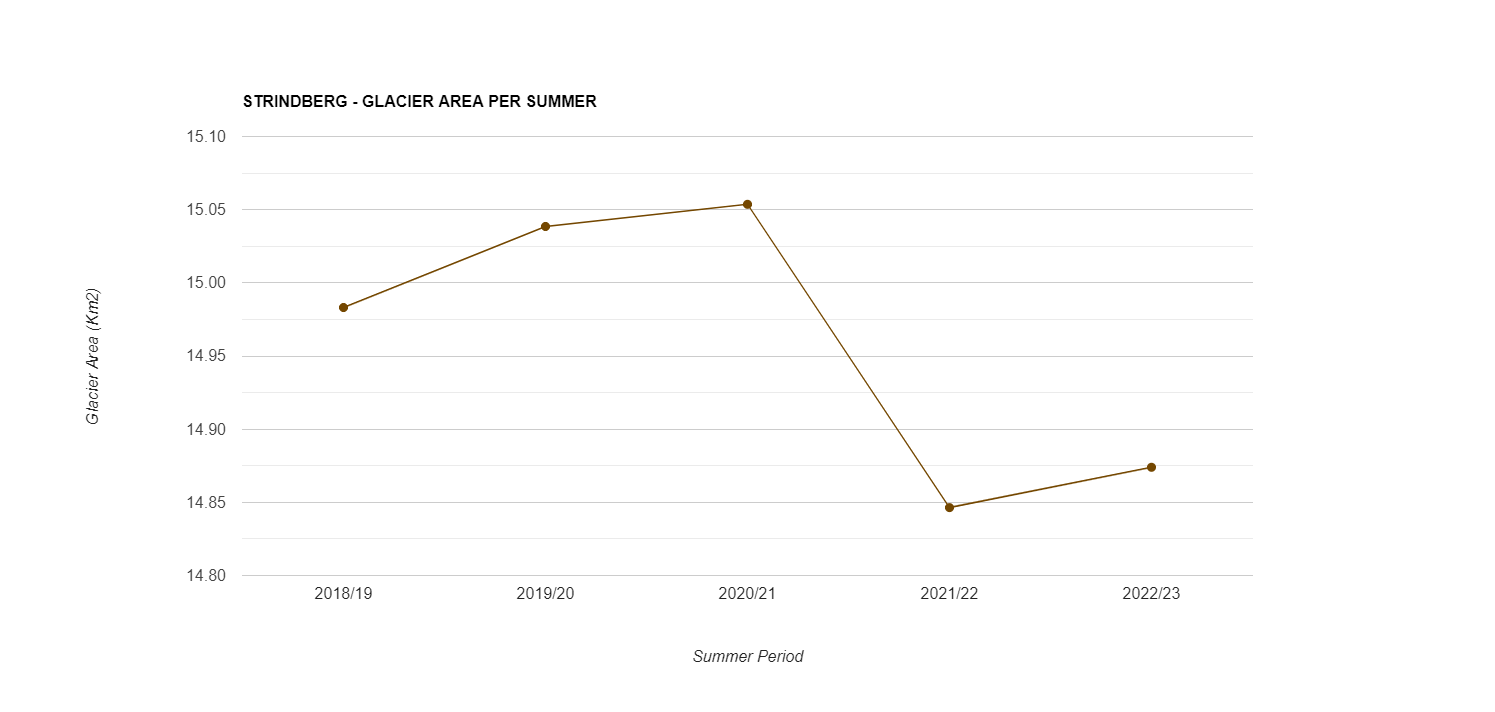 STRINDBERG - GLACIER AREA PER SUMMER
15.10
15.05
15.00
14.95
14.90
14.85
14.80
Glacier Area (Km2)
2018/19 2019/20 2020/21 2021/22 2022/23
Summer Period